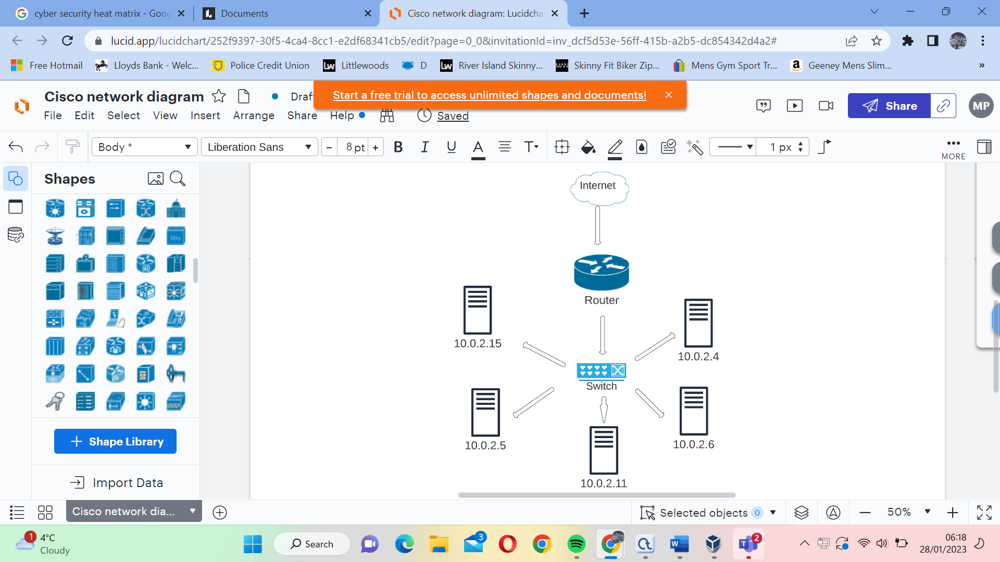 cyber security heat matrix - Goog
Documents
Cisco network diagram: Lucidcha
lucid.app/lucidchart/252f9397-30f5-4ca4-8cc1-e2df68341cb5/edit?page=0_0&invitationId=inv_dcf5d53e-56ff-415b-a2b5-dc854342d4a2#
Free Hotmail
Lloyds Bank - Welc...
Police Credit Union
Littlewoods
D
River Island Skinny...
Skinny Fit Biker Zip...
Mens Gym Sport Tr...
Geeney Mens Slim...
»
Cisco network diagram
Draf
Start a free trial to access unlimited shapes and documents!
Share
MP
File Edit Select View Insert Arrange Share Help
Saved
Body *
Liberation Sans
- 8 pt +
B I U A T
1 px
MORE
Shapes
Internet
Router
10.0.2.15
10.0.2.4
Switch
10.0.2.5
10.0.2.6
10.0.2.11
+ Shape Library
Import Data
Cisco network dia...
Selected objects 0
50%
1
4°C
Cloudy
Search
3
2
06:18
28/01/2023